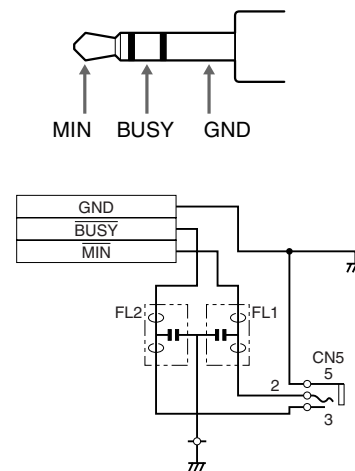 MIN BUSY GND
GND
BUSY
MIN
FL2 FL1
CN5
5
2
3